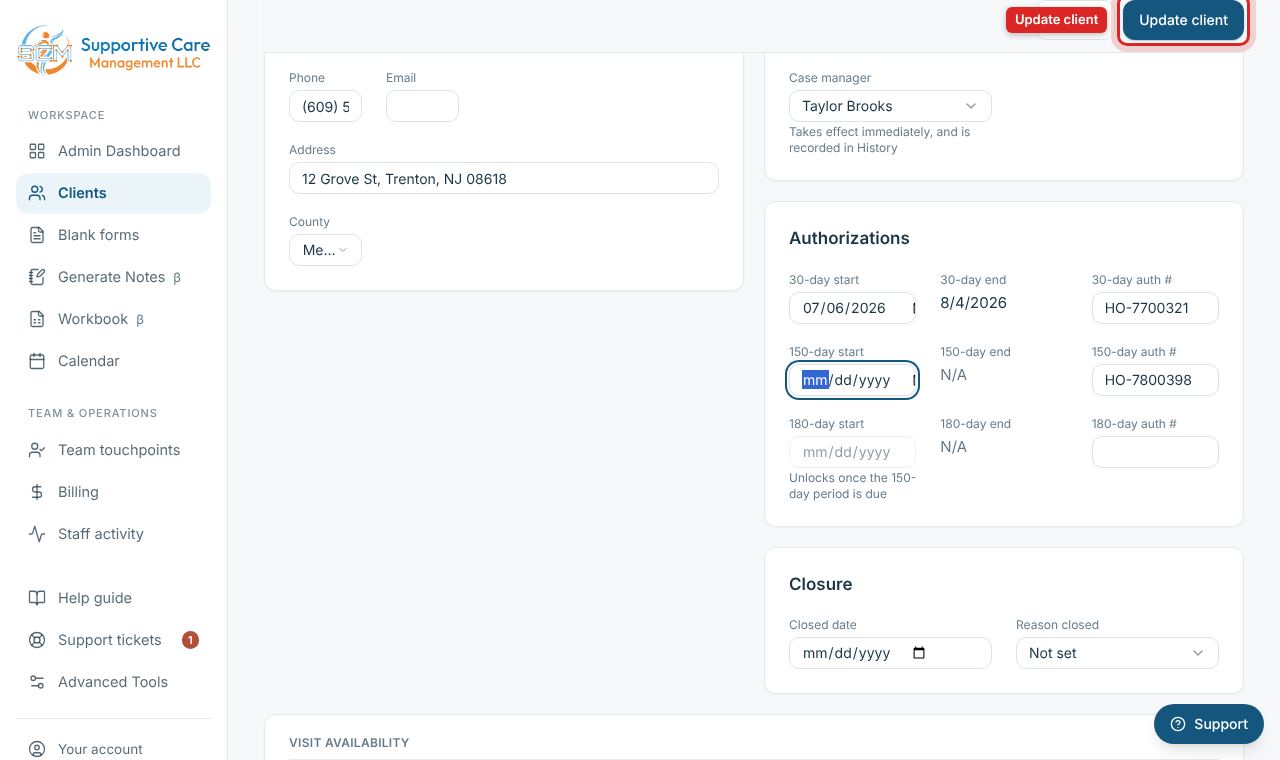 SCM
Supportive Care
Management LLC
WORKSPACE
Admin Dashboard
Clients
Blank forms
Generate Notes β
Workbook β
Calendar
TEAM & OPERATIONS
Team touchpoints
Billing
Staff activity
Help guide
Support tickets 1
Advanced Tools
Your account
Update client
Update client
Phone
Email
(609) 5
Address
12 Grove St, Trenton, NJ 08618
County
Me...
Case manager
Taylor Brooks
Takes effect immediately, and is
recorded in History
Authorizations
30-day start
30-day end
30-day auth #
07/06/2026
8/4/2026
HO-7700321
150-day start
150-day end
150-day auth #
mm/dd/yyyy
N/A
HO-7800398
180-day start
180-day end
180-day auth #
mm/dd/yyyy
N/A
Unlocks once the 150-
day period is due
Closure
Closed date
Reason closed
mm/dd/yyyy
Not set
Support
VISIT AVAILABILITY